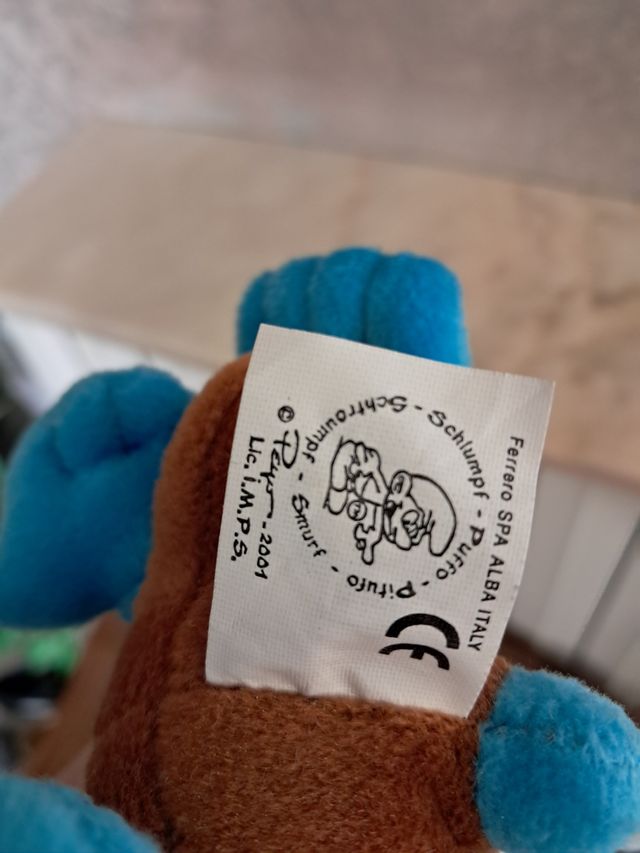 Ferrero SPA ALBA ITALY
Schtroumpf - Schlumpf - Puffo - Pitufo - Smurf -
CE
© Peyo - 2001
Lic. I.M.P.S.